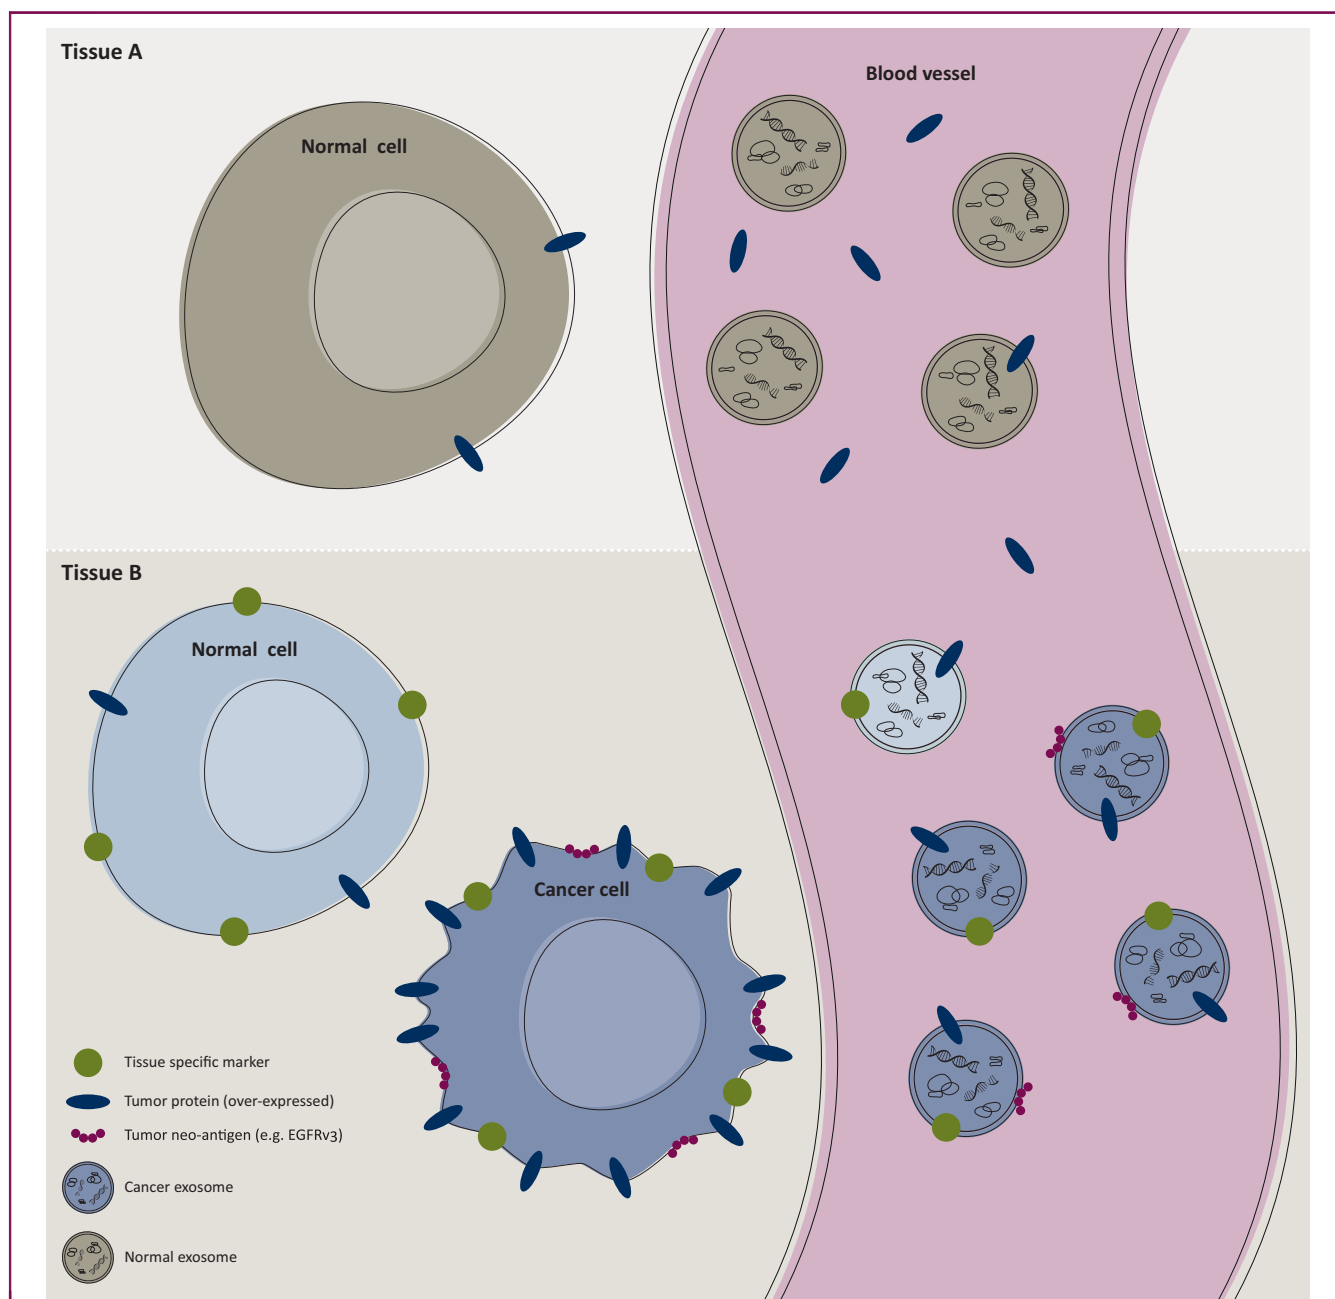 Tissue A
Blood vessel
Normal cell
Tissue B
Normal cell
Cancer cell
Tissue specific marker
Tumor protein (over-expressed)
Tumor neo-antigen (e.g. EGFRv3)
Cancer exosome
Normal exosome